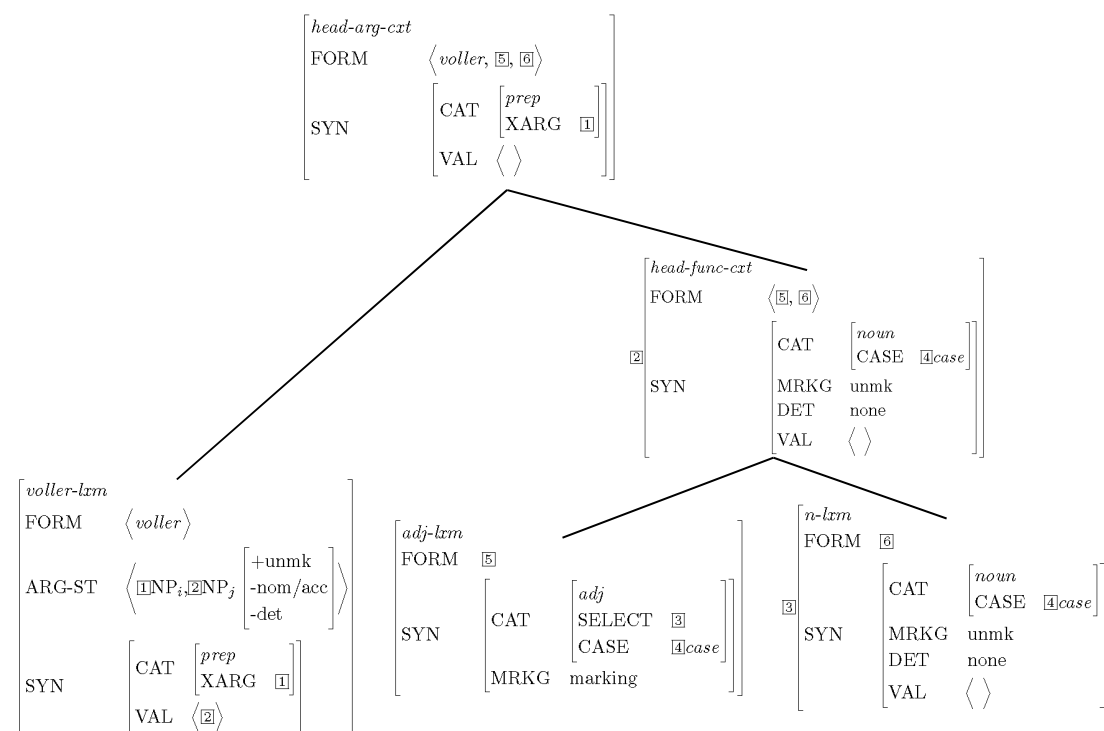 head-arg-cxt
FORM ⟨voller, 5, 6⟩
SYN
CAT
prep
XARG 1
VAL ⟨ ⟩
head-func-cxt
FORM ⟨5, 6⟩
2
SYN
CAT
noun
CASE 4case
MRKG unmk
DET none
VAL ⟨ ⟩
voller-lxm
FORM ⟨voller⟩
ARG-ST ⟨1NPi,2NPj
+unmk
-nom/acc
-det
⟩
SYN
CAT
prep
XARG 1
VAL ⟨2⟩
adj-lxm
FORM 5
SYN
CAT
adj
SELECT 3
CASE 4case
MRKG marking
n-lxm
FORM 6
3
SYN
CAT
noun
CASE 4case
MRKG unmk
DET none
VAL ⟨ ⟩